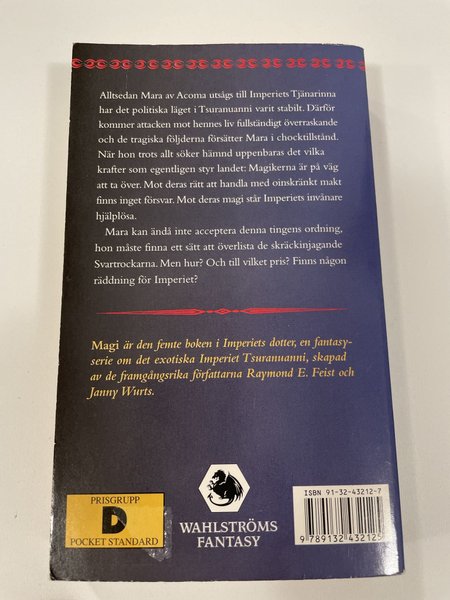 Alltsedan Mara av Acoma utsågs till Imperiets Tjänarinna
har det politiska läget i Tsuranuanni varit stabilt. Därför
kommer attacken mot hennes liv fullständigt överraskande
och de tragiska följderna försätter Mara i chocktillstånd.
När hon trots allt söker hämnd uppenbaras det vilka
krafter som egentligen styr landet: Magikerna är på väg
att ta över. Mot deras rätt att handla med oinskränkt makt
finns inget försvar. Mot deras magi står Imperiets invånare
hjälplösa.
Mara kan ändå inte acceptera denna tingens ordning,
hon måste finna ett sätt att överlista de skräckinjagande
Svartrockarna. Men hur? Och till vilket pris? Finns någon
räddning för Imperiet?
Magi är den femte boken i Imperiets dotter, en fantasy-
serie om det exotiska Imperiet Tsuranuanni, skapad
av de framgångsrika författarna Raymond E. Feist och
Janny Wurts.
PRISGRUPP
D
POCKET STANDARD
WAHLSTRÖMS
FANTASY
ISBN 91-32-43212-7
9 789132 432125